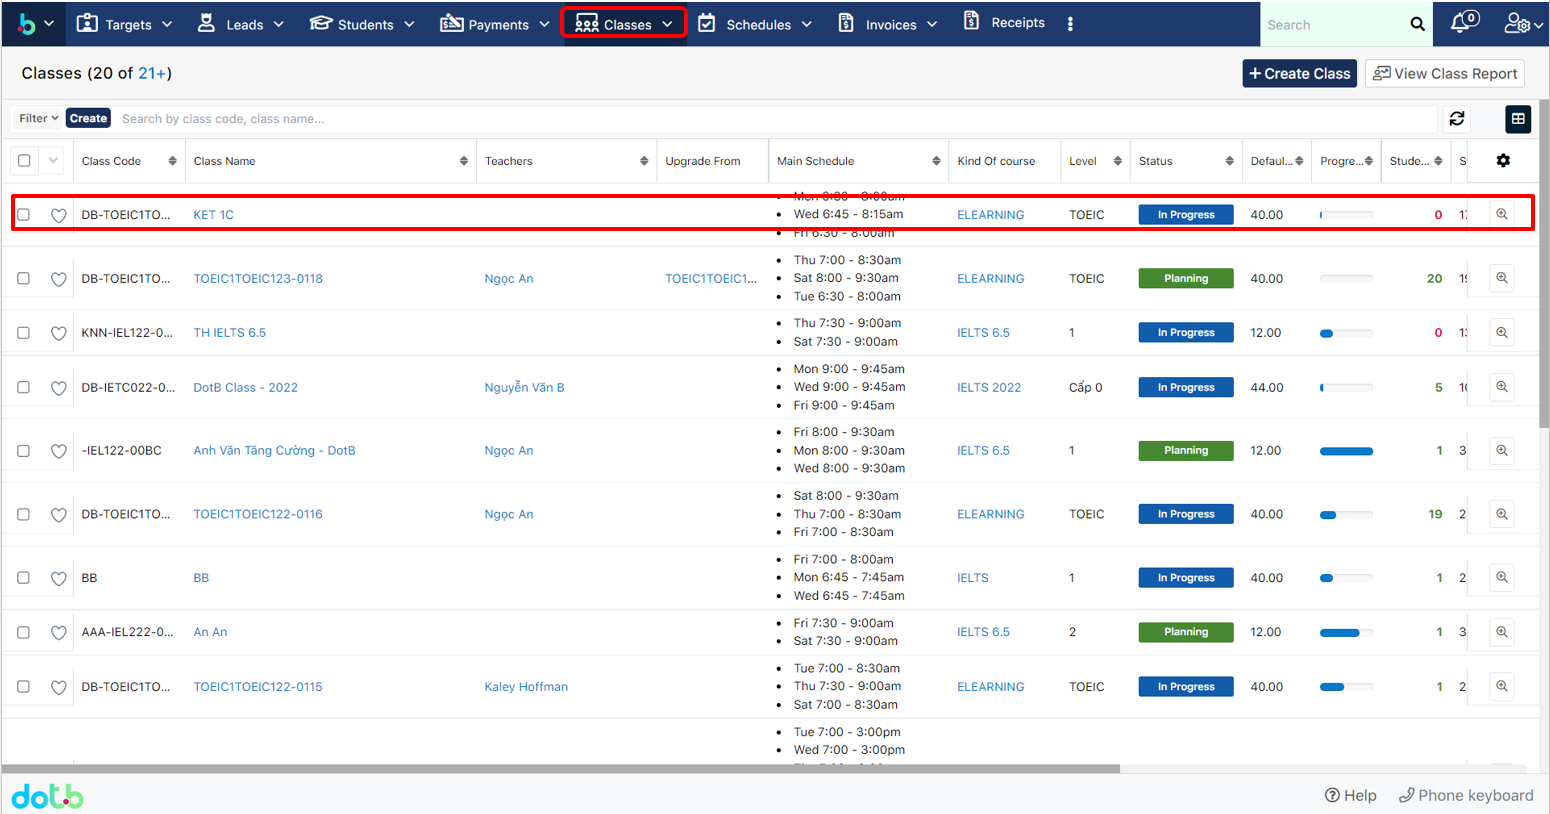 b Targets Leads Students Payments Classes Schedules Invoices Receipts Search 0
Classes (20 of 21+) Create Class View Class Report
Filter Create Search by class code, class name...
Class Code Class Name Teachers Upgrade From Main Schedule Kind Of course Level Status Defaul... Progre... Stude... S
Mon 6:30 - 8:00am
DB-TOEIC1TO... KET 1C Wed 6:45 - 8:15am ELEARNING TOEIC In Progress 40.00 0 17
Fri 6:30 - 8:00am
Thu 7:00 - 8:30am
DB-TOEIC1TO... TOEIC1TOEIC123-0118 Ngọc An TOEIC1TOEIC1... Sat 8:00 - 9:30am ELEARNING TOEIC Planning 40.00 20
Tue 6:30 - 8:00am
Thu 7:30 - 9:00am
KNN-IEL122-0... TH IELTS 6.5 IELTS 6.5 1 In Progress 12.00 0
Sat 7:30 - 9:00am
Mon 9:00 - 9:45am
DB-IETC022-0... DotB Class - 2022 Nguyễn Văn B Wed 9:00 - 9:45am IELTS 2022 Cấp 0 In Progress 44.00 5
Fri 9:00 - 9:45am
Fri 8:00 - 9:30am
-IEL122-00BC Anh Văn Tăng Cường - DotB Ngọc An Mon 8:00 - 9:30am IELTS 6.5 1 Planning 12.00 1 3
Wed 8:00 - 9:30am
Sat 8:00 - 9:30am
DB-TOEIC1TO... TOEIC1TOEIC122-0116 Ngọc An Thu 7:00 - 8:30am ELEARNING TOEIC In Progress 40.00 19 2
Fri 7:00 - 8:30am
Fri 7:00 - 8:00am
BB BB Mon 6:45 - 7:45am IELTS 1 In Progress 40.00 1 2
Wed 6:45 - 7:45am
Fri 7:30 - 9:00am
AAA-IEL222-0... An An IELTS 6.5 2 Planning 12.00 1 3
Sat 7:30 - 9:00am
Tue 7:00 - 8:30am
DB-TOEIC1TO... TOEIC1TOEIC122-0115 Kaley Hoffman Thu 7:30 - 9:00am ELEARNING TOEIC In Progress 40.00 1 2
Sat 7:00 - 8:30am
Tue 7:00 - 3:00pm
Wed 7:00 - 3:00pm
dotb Help Phone keyboard